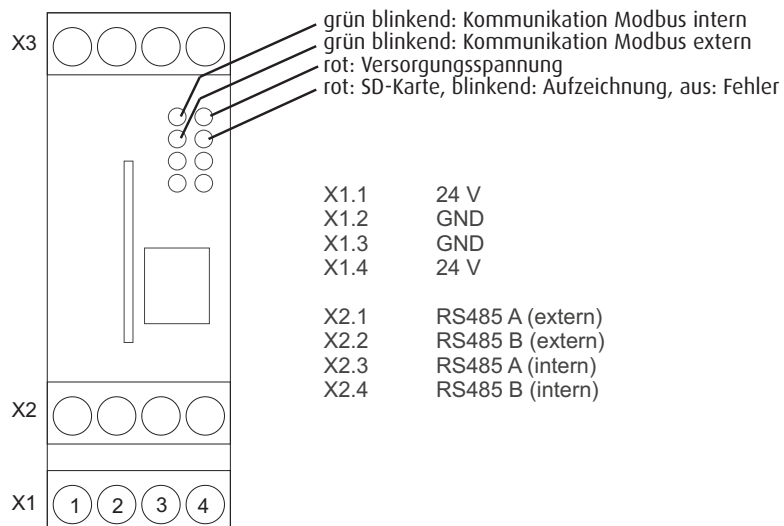 X3
grün blinkend: Kommunikation Modbus intern
grün blinkend: Kommunikation Modbus extern
rot: Versorgungsspannung
rot: SD-Karte, blinkend: Aufzeichnung, aus: Fehler
X1.1 24 V
X1.2 GND
X1.3 GND
X1.4 24 V
X2.1 RS485 A (extern)
X2.2 RS485 B (extern)
X2.3 RS485 A (intern)
X2.4 RS485 B (intern)
X2
X1 1 2 3 4